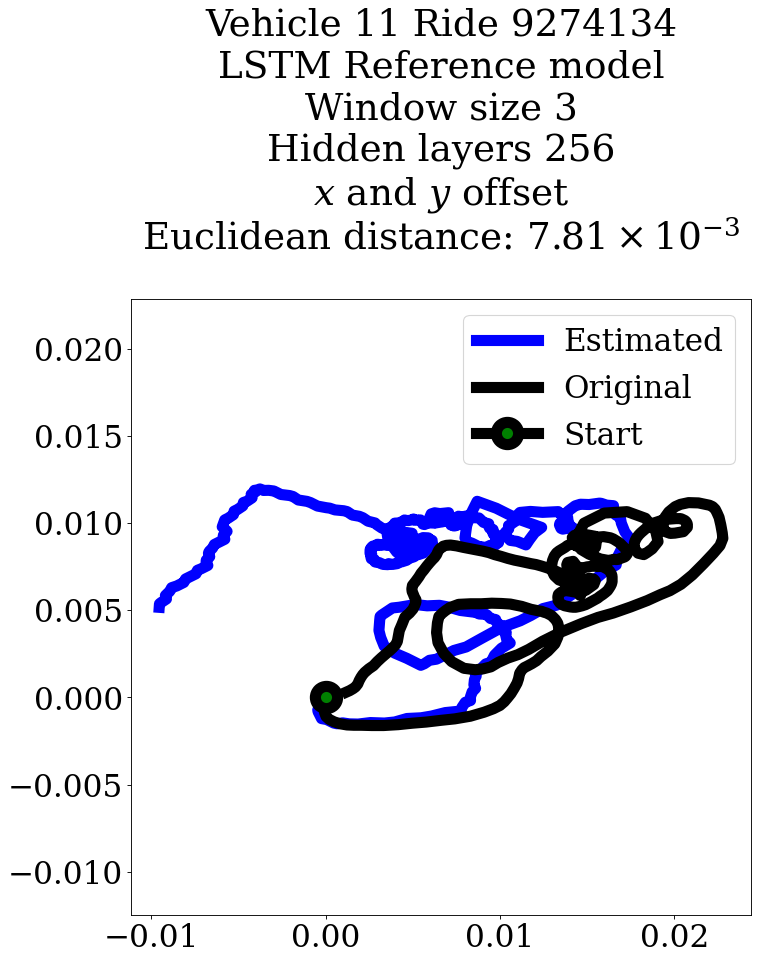 Vehicle 11 Ride 9274134
LSTM Reference model
Window size 3
Hidden layers 256
x and y offset
Euclidean distance: 7.81 × 10⁻³
Estimated
Original
Start
0.020
0.015
0.010
0.005
0.000
−0.005
−0.010
−0.01 0.00 0.01 0.02